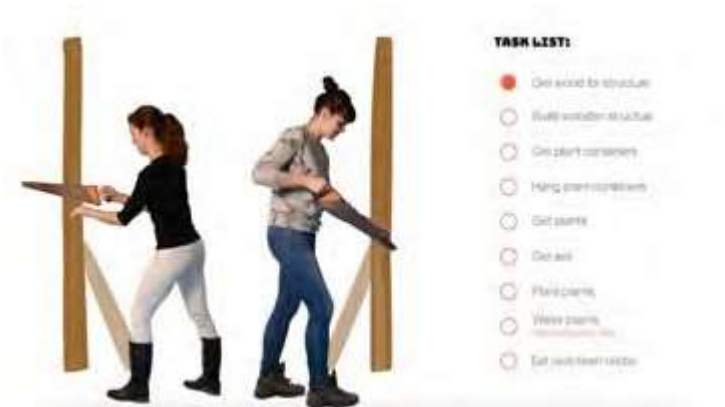 TASK LIST:
Get wood for structure
Build wooden structure
Get plant containers
Hang plant containers
Get plants
Get soil
Plant plants
Water plants
Eat